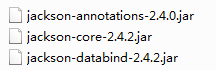 jackson-annotations-2.4.0.jar
jackson-core-2.4.2.jar
jackson-databind-2.4.2.jar